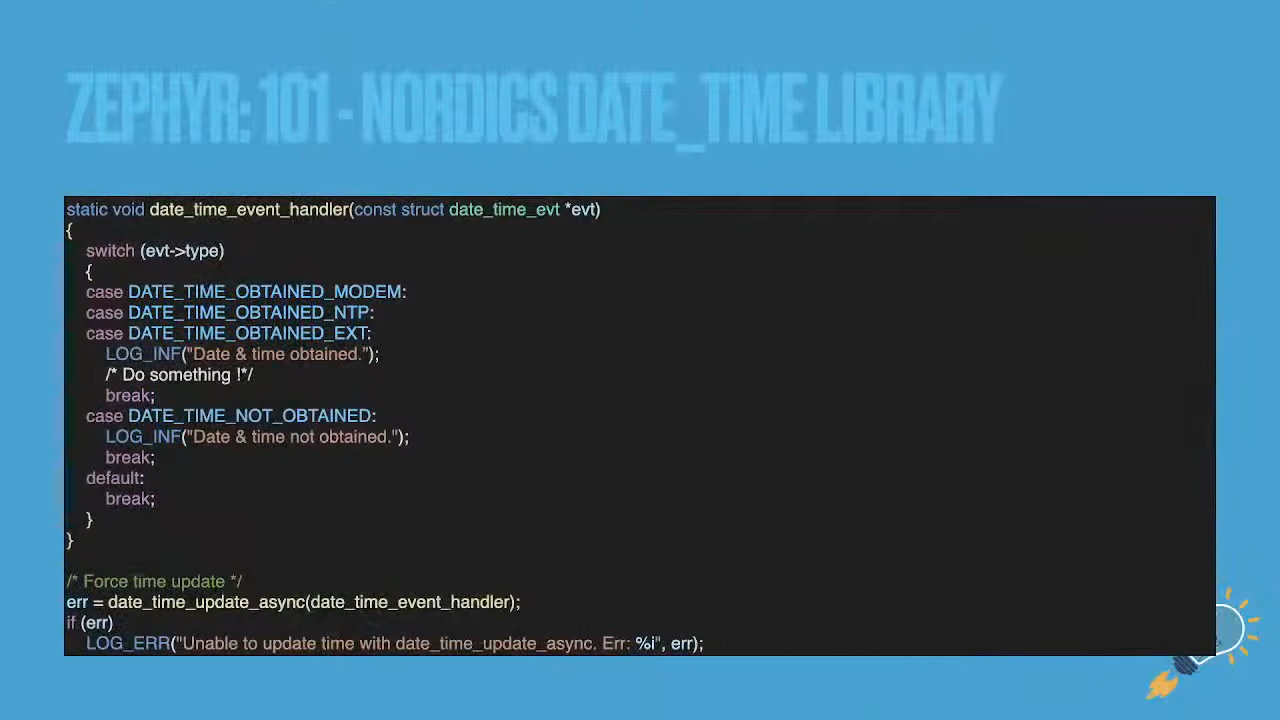 ZEPHYR: 101 - NORDICS DATE_TIME LIBRARY
static void date_time_event_handler(const struct date_time_evt *evt)
{
switch (evt->type)
{
case DATE_TIME_OBTAINED_MODEM:
case DATE_TIME_OBTAINED_NTP:
case DATE_TIME_OBTAINED_EXT:
LOG_INF("Date & time obtained.");
/* Do something !*/
break;
case DATE_TIME_NOT_OBTAINED:
LOG_INF("Date & time not obtained.");
break;
default:
break;
}
}
/* Force time update */
err = date_time_update_async(date_time_event_handler);
if (err)
LOG_ERR("Unable to update time with date_time_update_async. Err: %i", err);